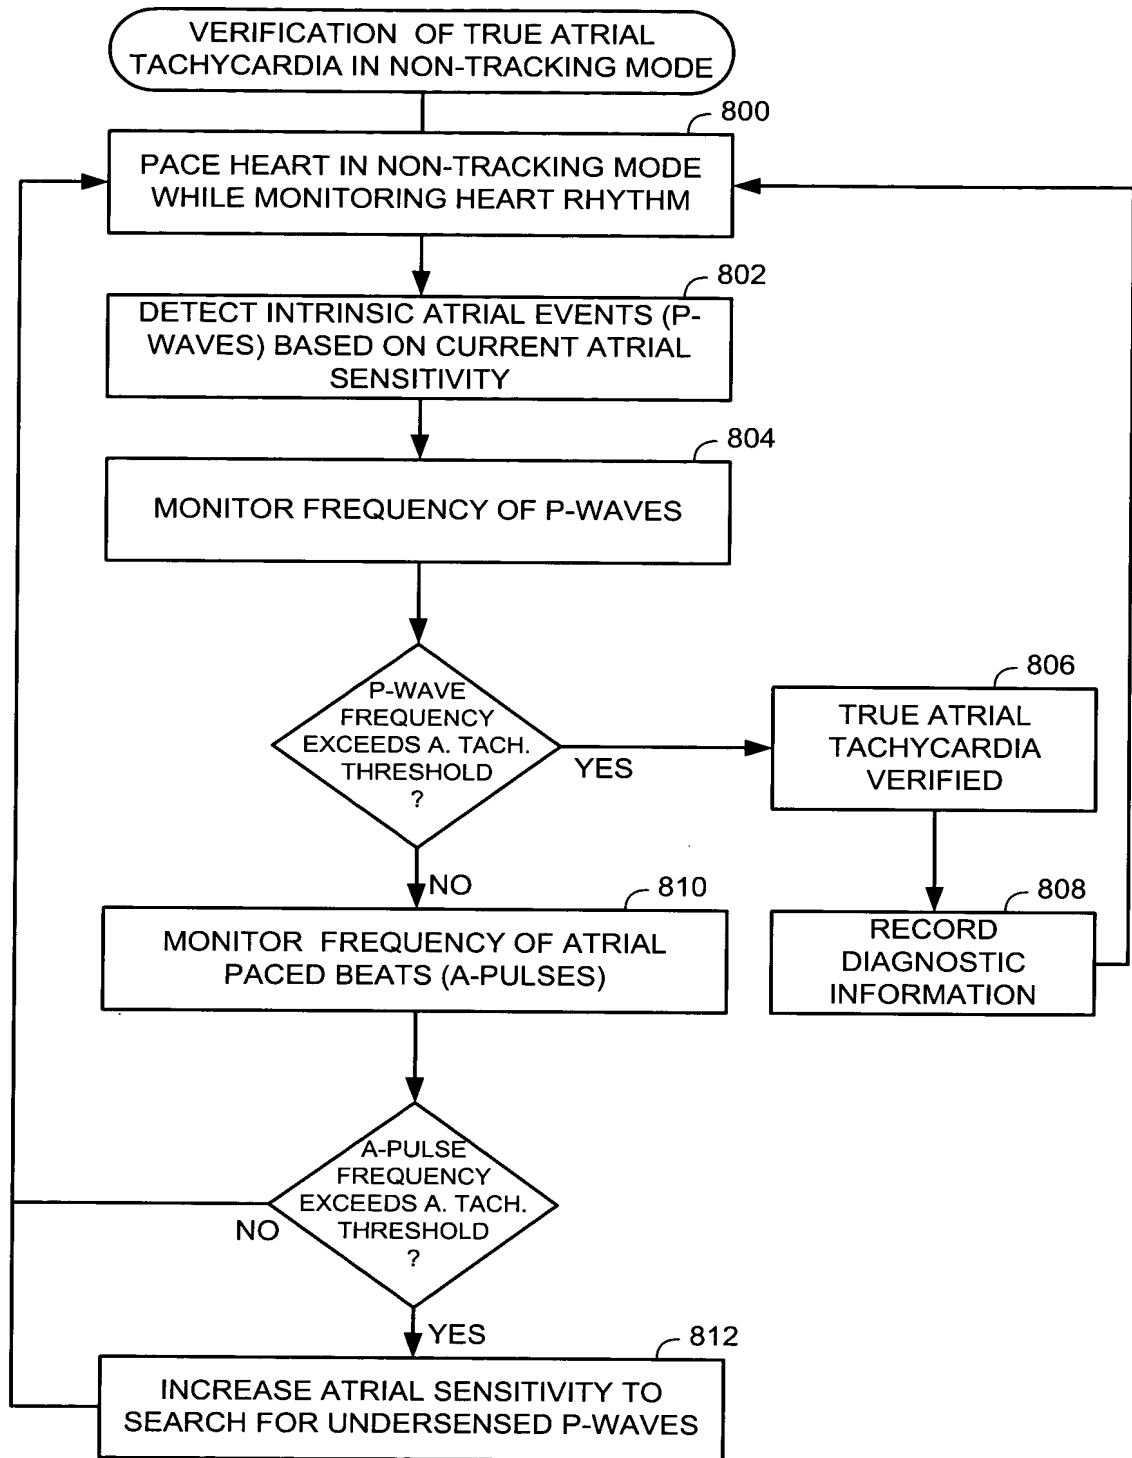 VERIFICATION OF TRUE ATRIAL
TACHYCARDIA IN NON-TRACKING MODE
800
PACE HEART IN NON-TRACKING MODE
WHILE MONITORING HEART RHYTHM
802
DETECT INTRINSIC ATRIAL EVENTS (P-
WAVES) BASED ON CURRENT ATRIAL
SENSITIVITY
804
MONITOR FREQUENCY OF P-WAVES
P-WAVE
FREQUENCY
EXCEEDS A. TACH.
THRESHOLD
?
YES
806
TRUE ATRIAL
TACHYCARDIA
VERIFIED
NO
808
RECORD
DIAGNOSTIC
INFORMATION
810
MONITOR FREQUENCY OF ATRIAL
PACED BEATS (A-PULSES)
A-PULSE
FREQUENCY
EXCEEDS A. TACH.
THRESHOLD
?
NO
YES
812
INCREASE ATRIAL SENSITIVITY TO
SEARCH FOR UNDERSENSED P-WAVES